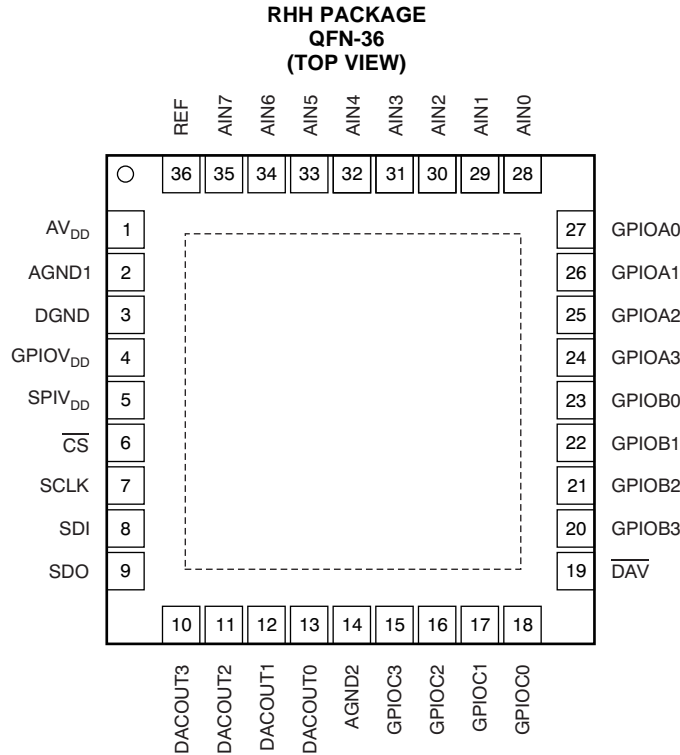 RHH PACKAGE
QFN-36
(TOP VIEW)
REF AIN7 AIN6 AIN5 AIN4 AIN3 AIN2 AIN1 AIN0
36 35 34 33 32 31 30 29 28
AVDD 1 27 GPIOA0
AGND1 2 26 GPIOA1
DGND 3 25 GPIOA2
GPIOVDD 4 24 GPIOA3
SPIVDD 5 23 GPIOB0
C̅S̅ 6 22 GPIOB1
SCLK 7 21 GPIOB2
SDI 8 20 GPIOB3
SDO 9 19 D̅A̅V̅
10 11 12 13 14 15 16 17 18
DACOUT3 DACOUT2 DACOUT1 DACOUT0 AGND2 GPIOC3 GPIOC2 GPIOC1 GPIOC0